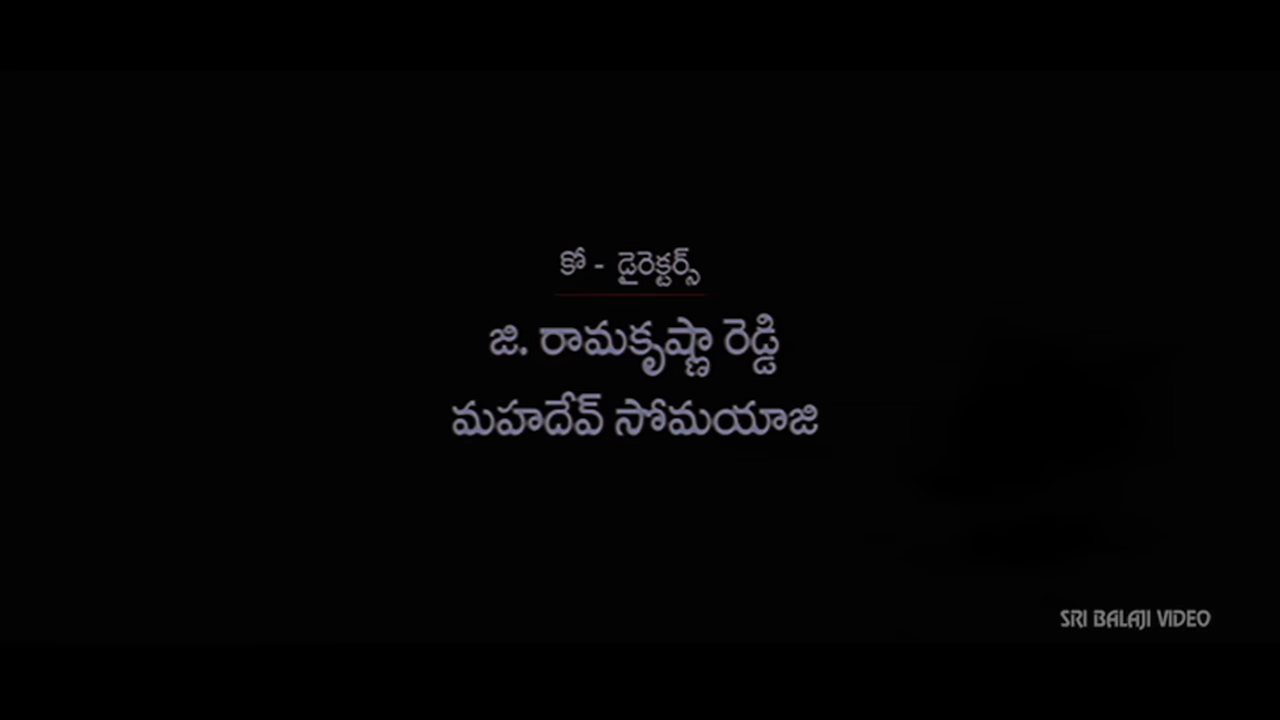 కో - డైరెక్టర్స్
జి. రామకృష్ణా రెడ్డి
మహదేవ్ సోమయాజి
SRI BALAJI VIDEO